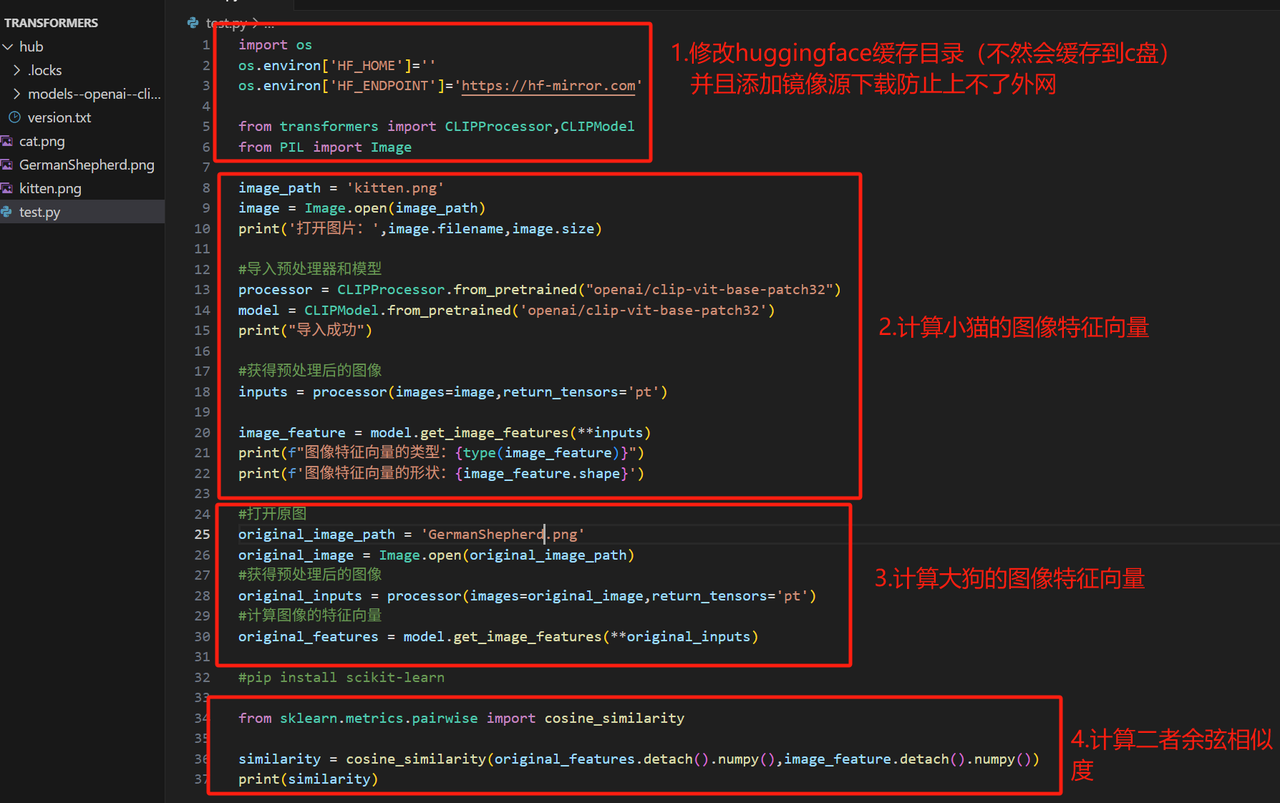 TRANSFORMERS
hub
.locks
models--openai--cli...
version.txt
cat.png
GermanShepherd.png
kitten.png
test.py
test.py > ...
1 import os
2 os.environ['HF_HOME']=''
3 os.environ['HF_ENDPOINT']='https://hf-mirror.com'
4
5 from transformers import CLIPProcessor,CLIPModel
6 from PIL import Image
7
1.修改huggingface缓存目录（不然会缓存到c盘）
并且添加镜像源下载防止上不了外网
8 image_path = 'kitten.png'
9 image = Image.open(image_path)
10 print('打开图片：',image.filename,image.size)
11
12 #导入预处理器和模型
13 processor = CLIPProcessor.from_pretrained("openai/clip-vit-base-patch32")
14 model = CLIPModel.from_pretrained('openai/clip-vit-base-patch32')
15 print("导入成功")
16
17 #获得预处理后的图像
18 inputs = processor(images=image,return_tensors='pt')
19
20 image_feature = model.get_image_features(**inputs)
21 print(f"图像特征向量的类型：{type(image_feature)}")
22 print(f'图像特征向量的形状：{image_feature.shape}')
23
2.计算小猫的图像特征向量
24 #打开原图
25 original_image_path = 'GermanShepherd.png'
26 original_image = Image.open(original_image_path)
27 #获得预处理后的图像
28 original_inputs = processor(images=original_image,return_tensors='pt')
29 #计算图像的特征向量
30 original_features = model.get_image_features(**original_inputs)
31
3.计算大狗的图像特征向量
32 #pip install scikit-learn
33
34 from sklearn.metrics.pairwise import cosine_similarity
35
36 similarity = cosine_similarity(original_features.detach().numpy(),image_feature.detach().numpy())
37 print(similarity)
4.计算二者余弦相似
度